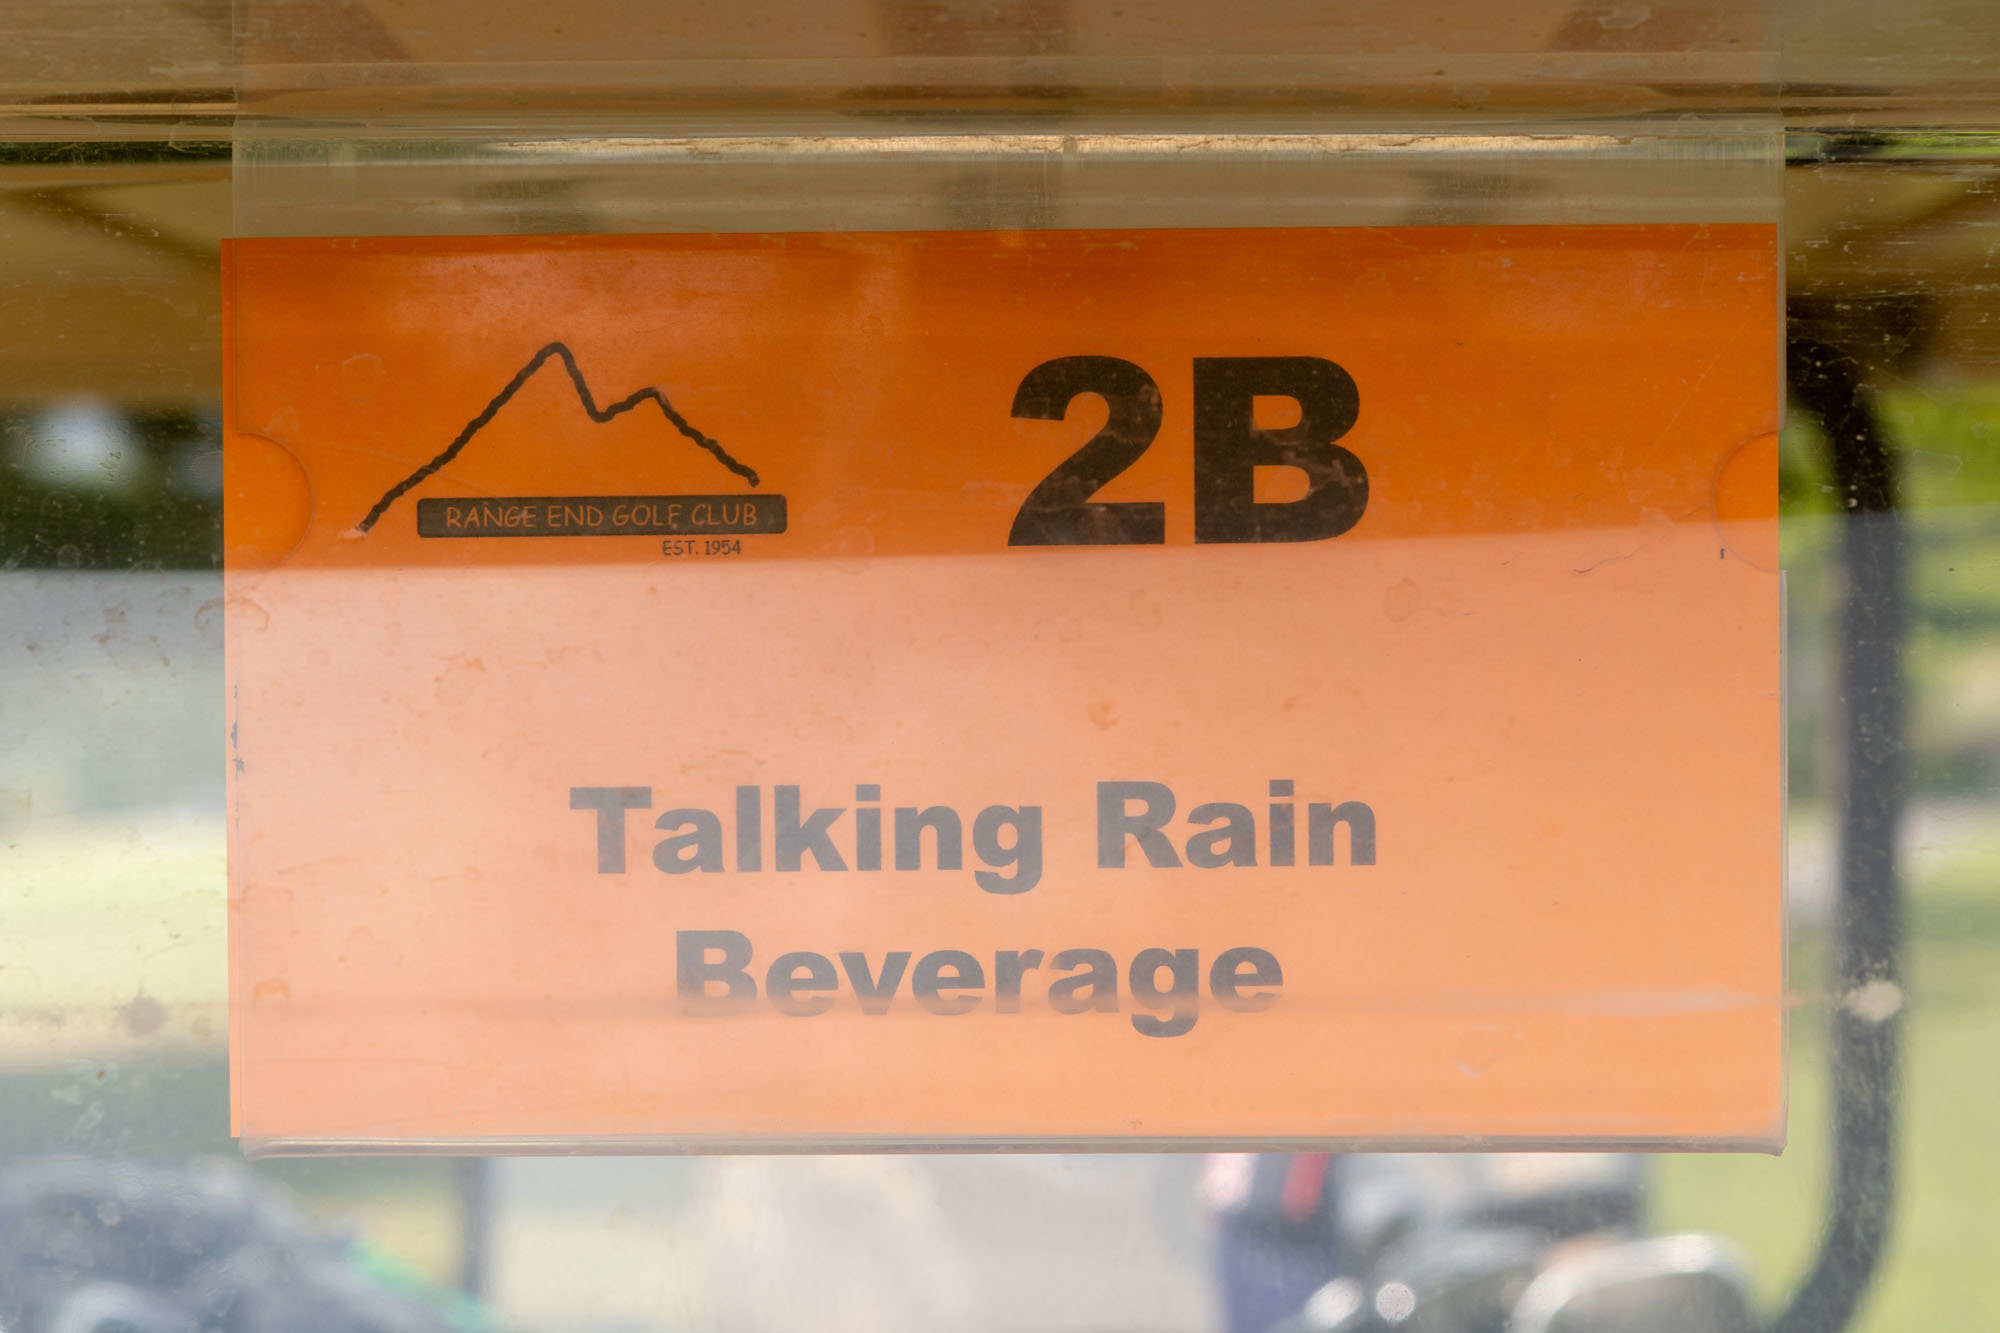 RANGE END GOLF CLUB
EST. 1954
2B
Talking Rain
Beverage